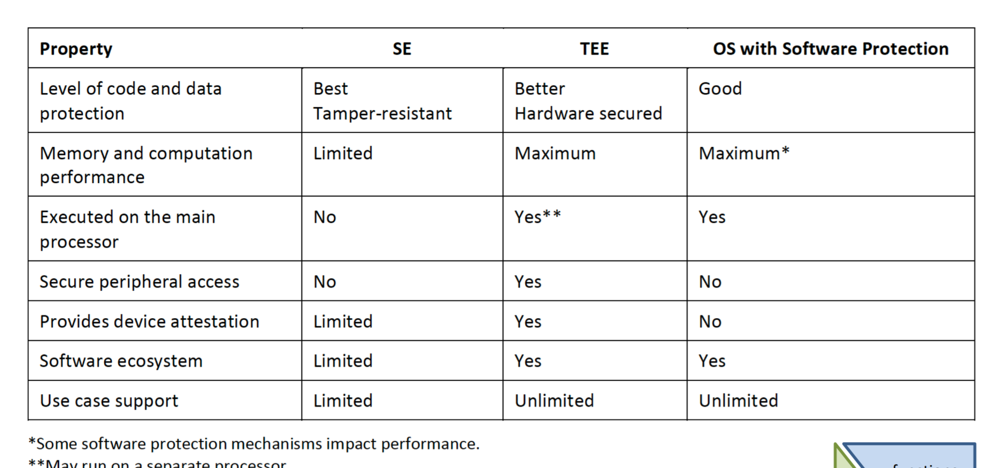 Property SE TEE OS with Software Protection
Level of code and data Best Better Good
protection Tamper-resistant Hardware secured
Memory and computation Limited Maximum Maximum*
performance
Executed on the main No Yes** Yes
processor
Secure peripheral access No Yes No
Provides device attestation Limited Yes No
Software ecosystem Limited Yes Yes
Use case support Limited Unlimited Unlimited
*Some software protection mechanisms impact performance.
**May run on a separate processor
functions